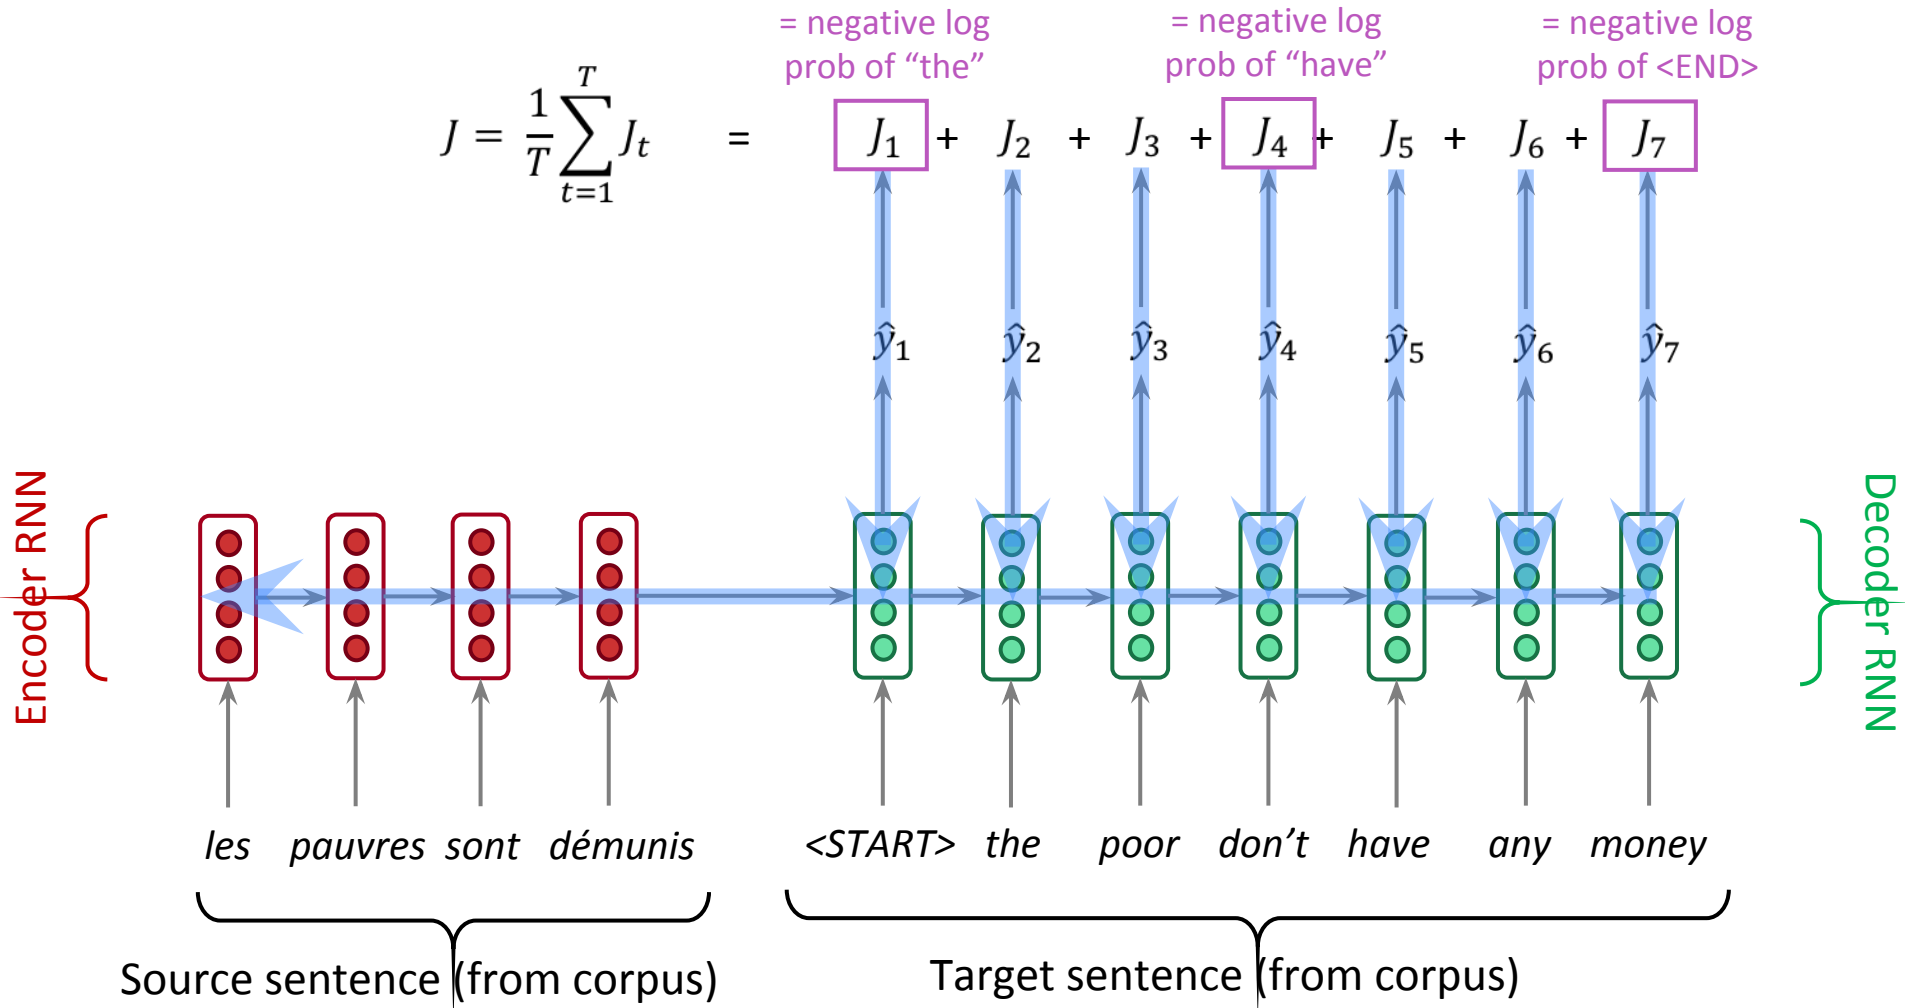 = negative log
prob of “the”
= negative log
prob of “have”
= negative log
prob of <END>
J = 1/T ∑_{t=1}^{T} J_t = J_1 + J_2 + J_3 + J_4 + J_5 + J_6 + J_7
ŷ_1 ŷ_2 ŷ_3 ŷ_4 ŷ_5 ŷ_6 ŷ_7
Encoder RNN
Decoder RNN
les pauvres sont démunis
<START> the poor don’t have any money
Source sentence (from corpus)
Target sentence (from corpus)